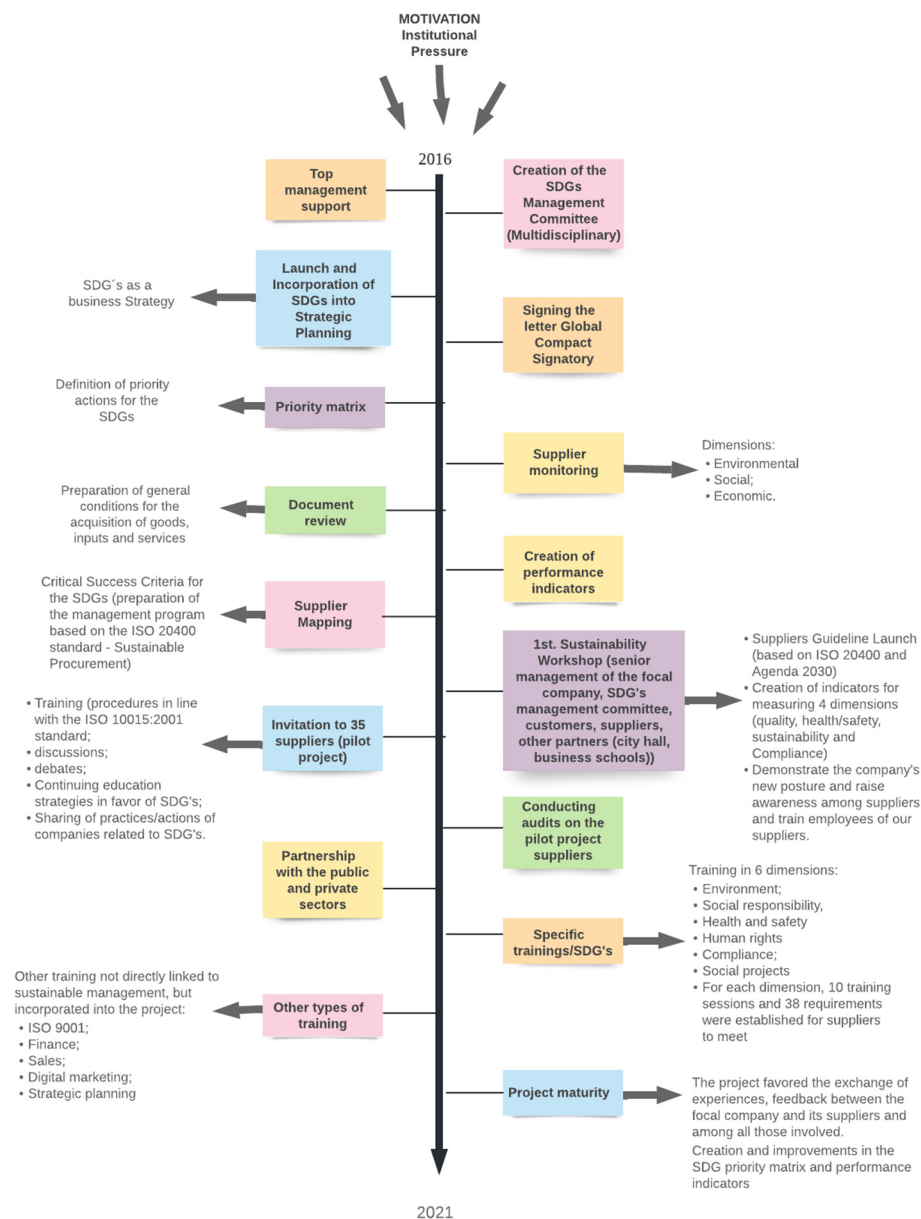 MOTIVATION
Institutional
Pressure
2016
Top
management
support
Creation of the
SDGs
Management
Committee
(Multidisciplinary)
SDG´s as a
business Strategy
Launch and
Incorporation of
SDGs into
Strategic
Planning
Signing the
letter Global
Compact
Signatory
Definition of priority
actions for the
SDGs
Priority matrix
Supplier
monitoring
Dimensions:
• Environmental
• Social;
• Economic.
Preparation of general
conditions for the
acquisition of goods,
inputs and services
Document
review
Creation of
performance
indicators
Critical Success Criteria for
the SDGs (preparation of
the management program
based on the ISO 20400
standard - Sustainable
Procurement)
Supplier
Mapping
1st. Sustainability
Workshop (senior
management of the focal
company, SDG's
management committee,
customers, suppliers,
other partners (city hall,
business schools))
• Suppliers Guideline Launch
(based on ISO 20400 and
Agenda 2030)
• Creation of indicators for
measuring 4 dimensions
(quality, health/safety,
sustainability and
Compliance)
• Demonstrate the company's
new posture and raise
awareness among suppliers
and train employees of our
suppliers.
• Training (procedures in line
with the ISO 10015:2001
standard;
• discussions;
• debates;
• Continuing education
strategies in favor of SDG's;
• Sharing of practices/actions of
companies related to SDG's.
Invitation to 35
suppliers (pilot
project)
Conducting
audits on the
pilot project
suppliers
Partnership
with the public
and private
sectors
Specific
trainings/SDG's
Training in 6 dimensions:
• Environment;
• Social responsibility,
• Health and safety
• Human rights
• Compliance;
• Social projects
• For each dimension, 10 training
sessions and 38 requirements
were established for suppliers
to meet
Other training not directly linked to
sustainable management, but
incorporated into the project:
• ISO 9001;
• Finance;
• Sales;
• Digital marketing;
• Strategic planning
Other types of
training
Project maturity
The project favored the exchange of
experiences, feedback between the
focal company and its suppliers and
among all those involved.
Creation and improvements in the
SDG priority matrix and performance
indicators
2021